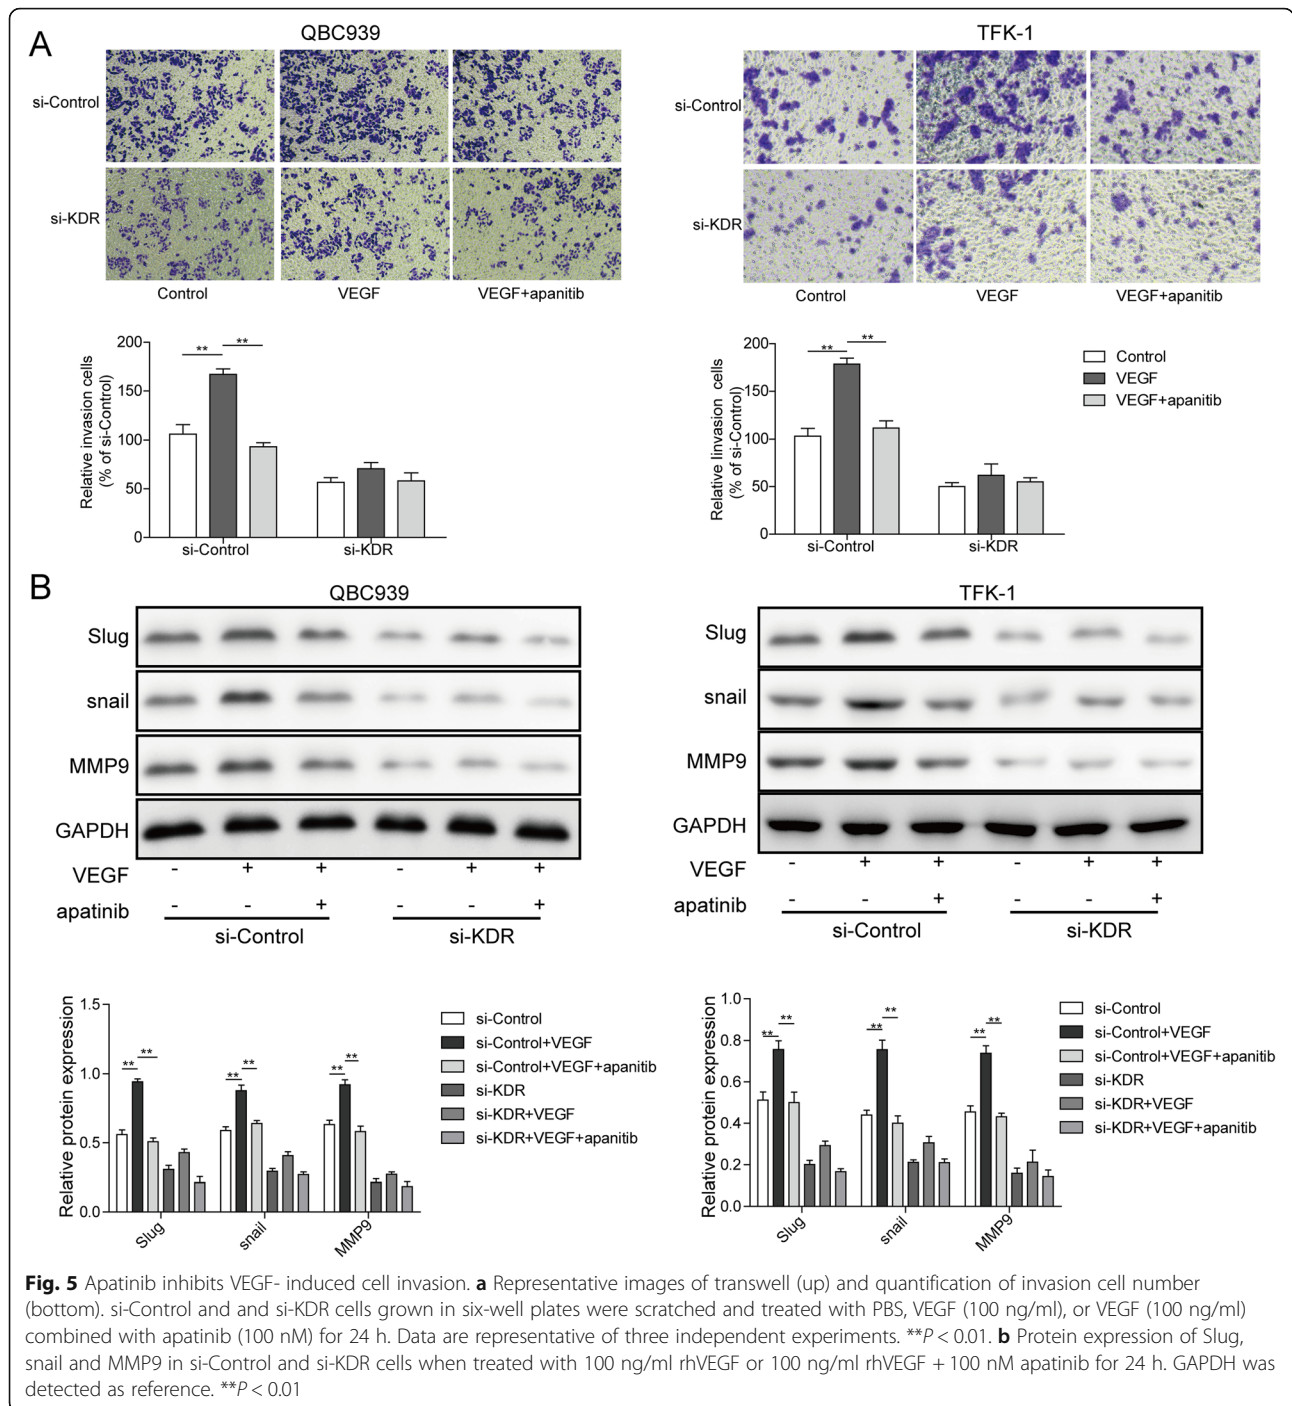 A
QBC939
TFK-1
si-Control
si-KDR
Control
VEGF
VEGF+apanitib
si-Control
si-KDR
Control
VEGF
VEGF+apanitib
Relative invasion cells
(% of si-Control)
200
150
100
50
0
**
**
si-Control
si-KDR
Relative Iinvasion cells
(% of si-Control)
200
150
100
50
0
**
**
si-Control
si-KDR
Control
VEGF
VEGF+apanitib
B
QBC939
Slug
snail
MMP9
GAPDH
VEGF - + + - + +
apatinib - - + - - +
si-Control
si-KDR
TFK-1
Slug
snail
MMP9
GAPDH
VEGF - + + - + +
apatinib - - + - - +
si-Control
si-KDR
Relative protein expression
1.5
1.0
0.5
0.0
** **
** **
** **
Slug
snail
MMP9
si-Control
si-Control+VEGF
si-Control+VEGF+apanitib
si-KDR
si-KDR+VEGF
si-KDR+VEGF+apanitib
Relative protein expression
1.0
0.8
0.6
0.4
0.2
0.0
** **
** **
** **
Slug
snail
MMP9
si-Control
si-Control+VEGF
si-Control+VEGF+apanitib
si-KDR
si-KDR+VEGF
si-KDR+VEGF+apanitib
Fig. 5 Apatinib inhibits VEGF- induced cell invasion. a Representative images of transwell (up) and quantification of invasion cell number
(bottom). si-Control and and si-KDR cells grown in six-well plates were scratched and treated with PBS, VEGF (100 ng/ml), or VEGF (100 ng/ml)
combined with apatinib (100 nM) for 24 h. Data are representative of three independent experiments. **P < 0.01. b Protein expression of Slug,
snail and MMP9 in si-Control and si-KDR cells when treated with 100 ng/ml rhVEGF or 100 ng/ml rhVEGF + 100 nM apatinib for 24 h. GAPDH was
detected as reference. **P < 0.01